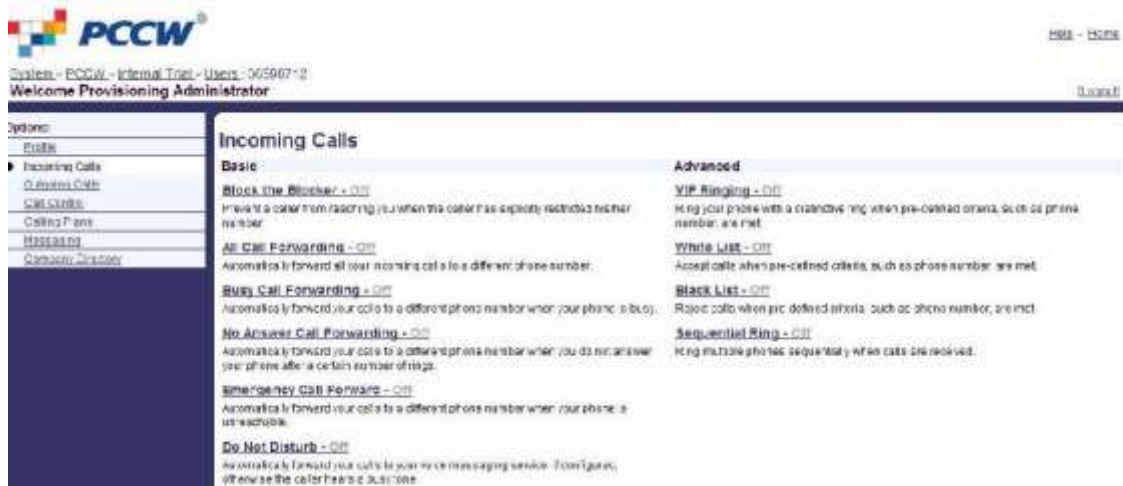 PCCW®
Help - Home
System - PCCW - Internal Trial - Users :
Welcome Provisioning Administrator
[Logout]
Options:
Profile
Incoming Calls
Outgoing Calls
Call Control
Calling Plans
Messaging
Company Directory
Incoming Calls
Basic
Block the Blocker - Off
Prevent a caller from reaching you when the caller has explicitly restricted his/her
number
All Call Forwarding - Off
Automatically forward all your incoming calls to a different phone number.
Busy Call Forwarding - Off
Automatically forward your calls to a different phone number when your phone is busy.
No Answer Call Forwarding - Off
Automatically forward your calls to a different phone number when you do not answer
your phone after a certain number of rings.
Emergency Call Forward - Off
Automatically forward your calls to a different phone number when your phone is
unreachable.
Do Not Disturb - Off
Automatically forward your calls to your voice messaging service, if configured,
otherwise the caller hears a busy tone
Advanced
VIP Ringing - Off
Ring your phone with a distinctive ring when pre-defined criteria, such as phone
number, are met
White List - Off
Accept calls when pre-defined criteria, such as phone number, are met
Black List - Off
Reject calls when pre-defined criteria, such as phone number, are met
Sequential Ring - Off
Ring multiple phones sequentially when calls are received.